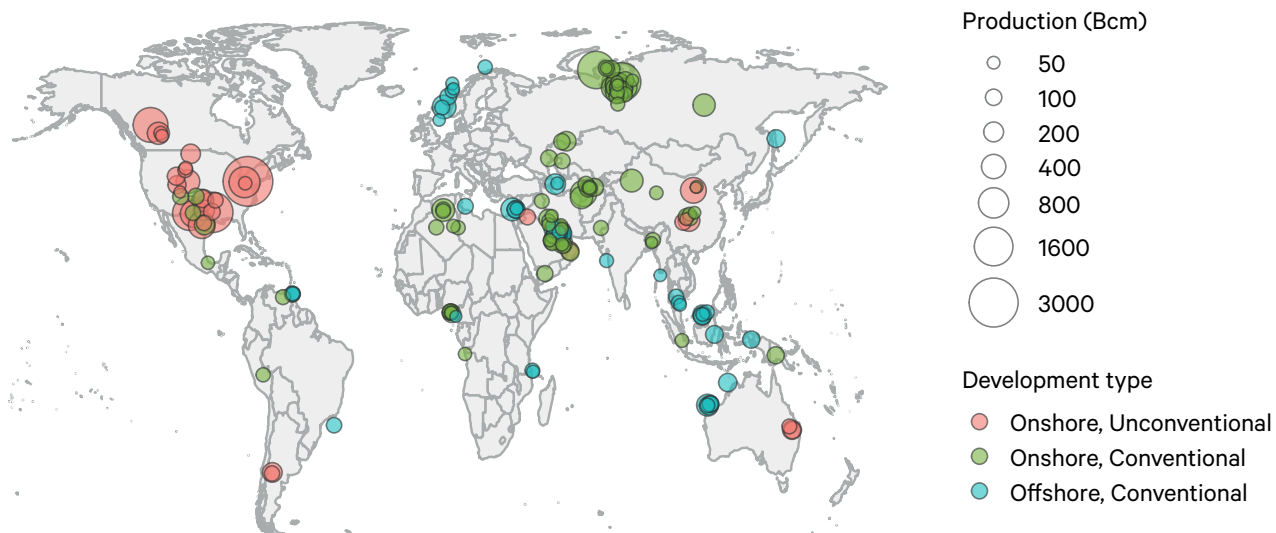 Production (Bcm)
50
100
200
400
800
1600
3000
Development type
Onshore, Unconventional
Onshore, Conventional
Offshore, Conventional